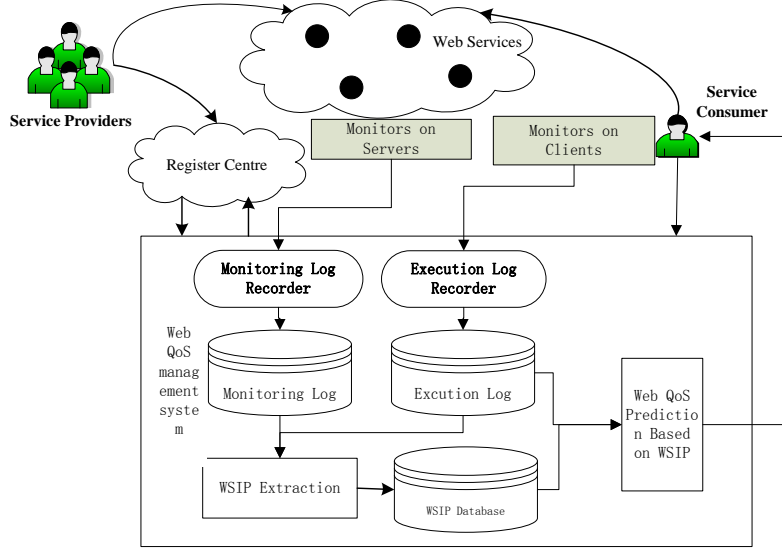 Web Services
Service Providers
Service
Consumer
Monitors on
Servers
Monitors on
Clients
Register Centre
Monitoring Log
Recorder
Execution Log
Recorder
Web
QoS
manag
ement
syste
m
Monitoring Log
Excution Log
Web QoS
Predictio
n Based
on WSIP
WSIP Extraction
WSIP Database